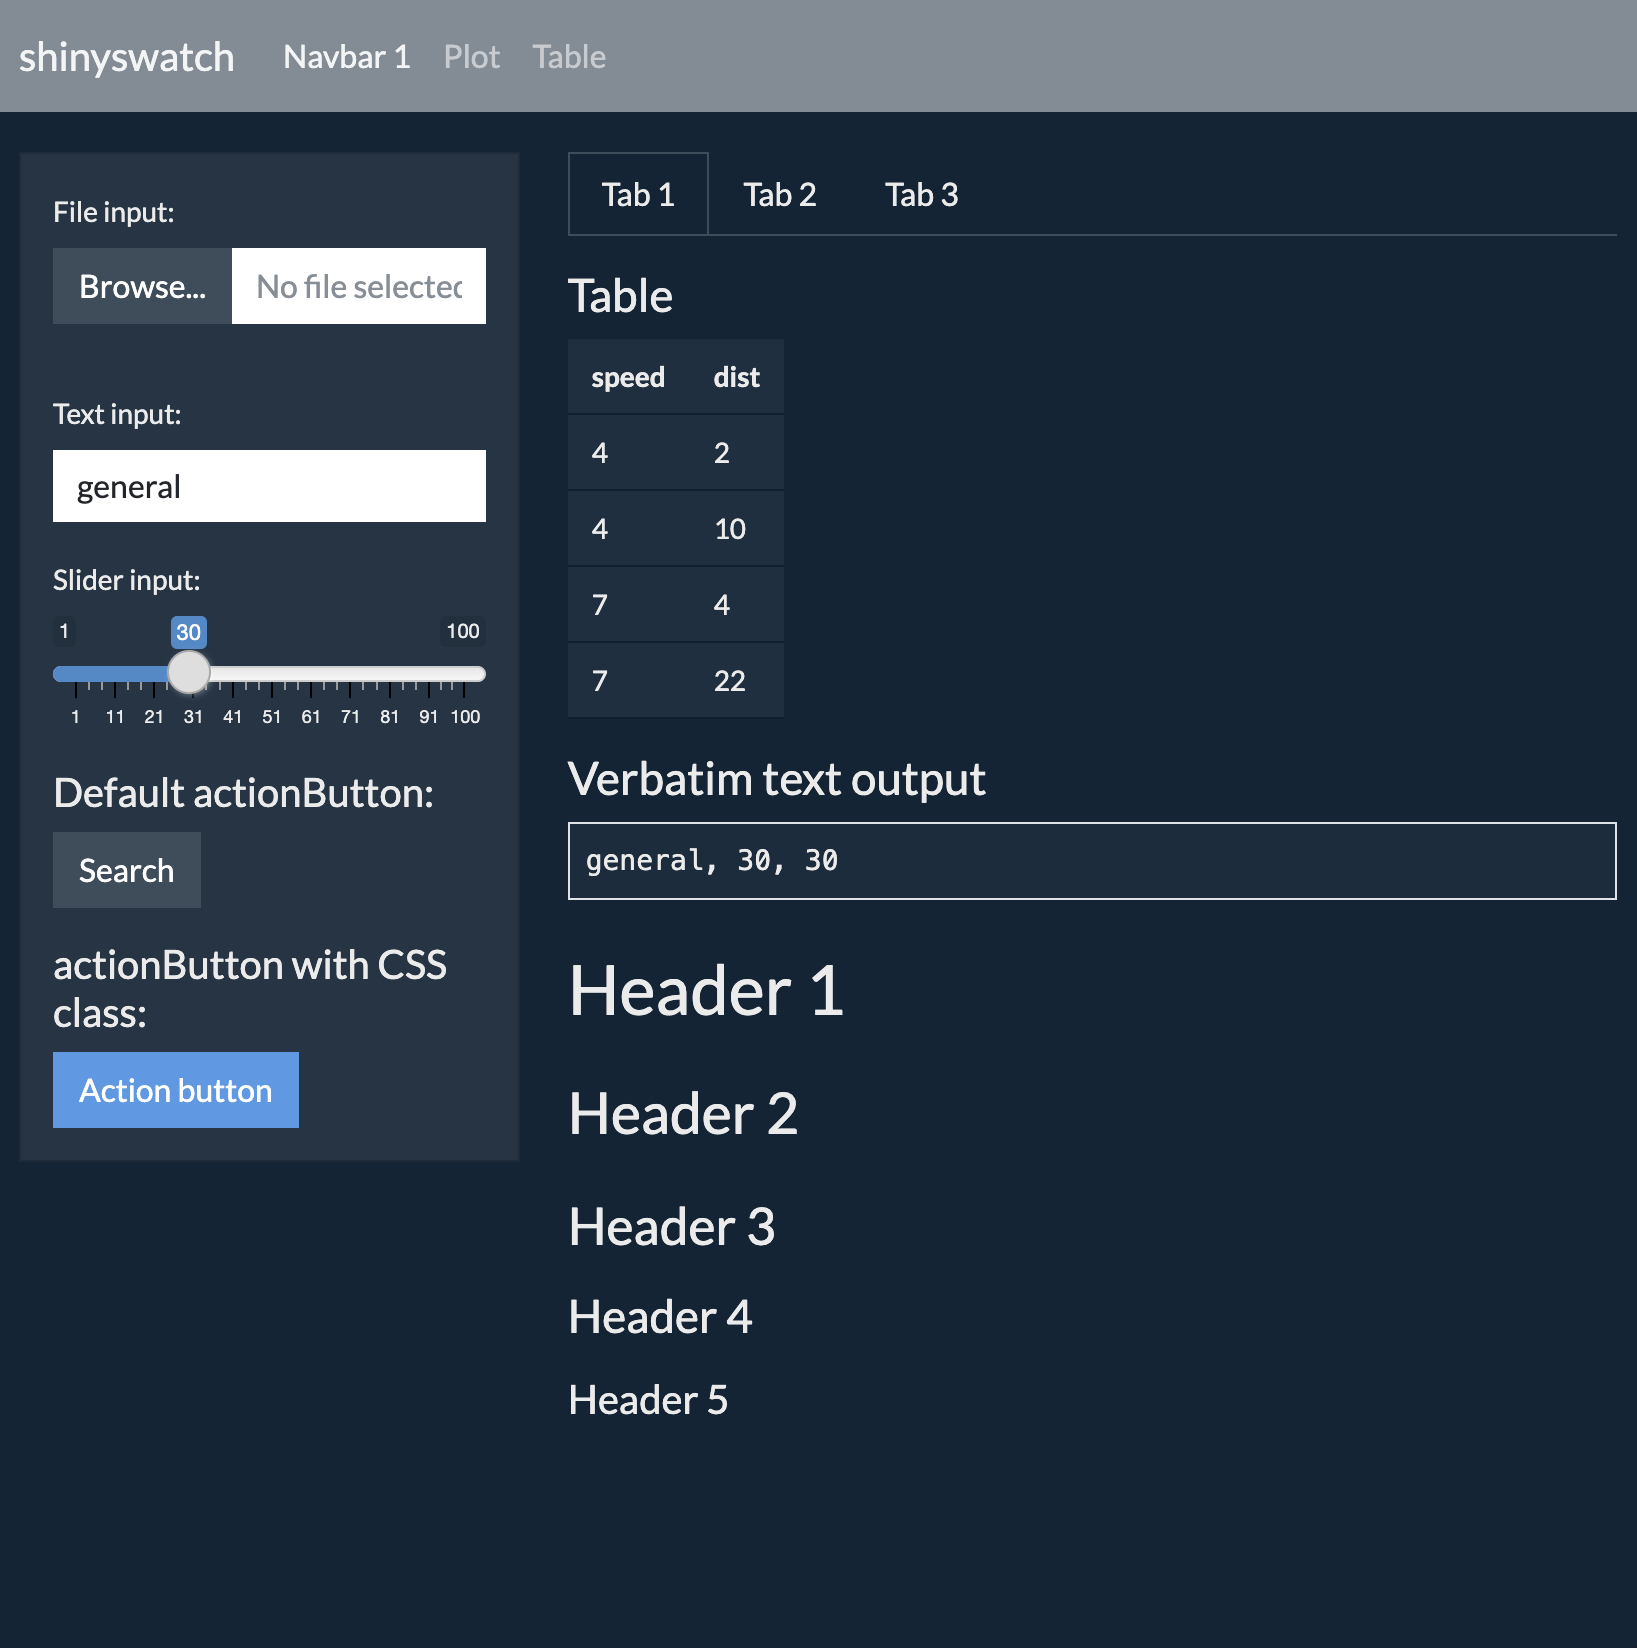 shinyswatch Navbar 1 Plot Table
File input:
Browse... No file selected
Text input:
general
Slider input:
1 30 100
1 11 21 31 41 51 61 71 81 91 100
Default actionButton:
Search
actionButton with CSS
class:
Action button
Tab 1 Tab 2 Tab 3
Table
speed dist
4 2
4 10
7 4
7 22
Verbatim text output
general, 30, 30
Header 1
Header 2
Header 3
Header 4
Header 5